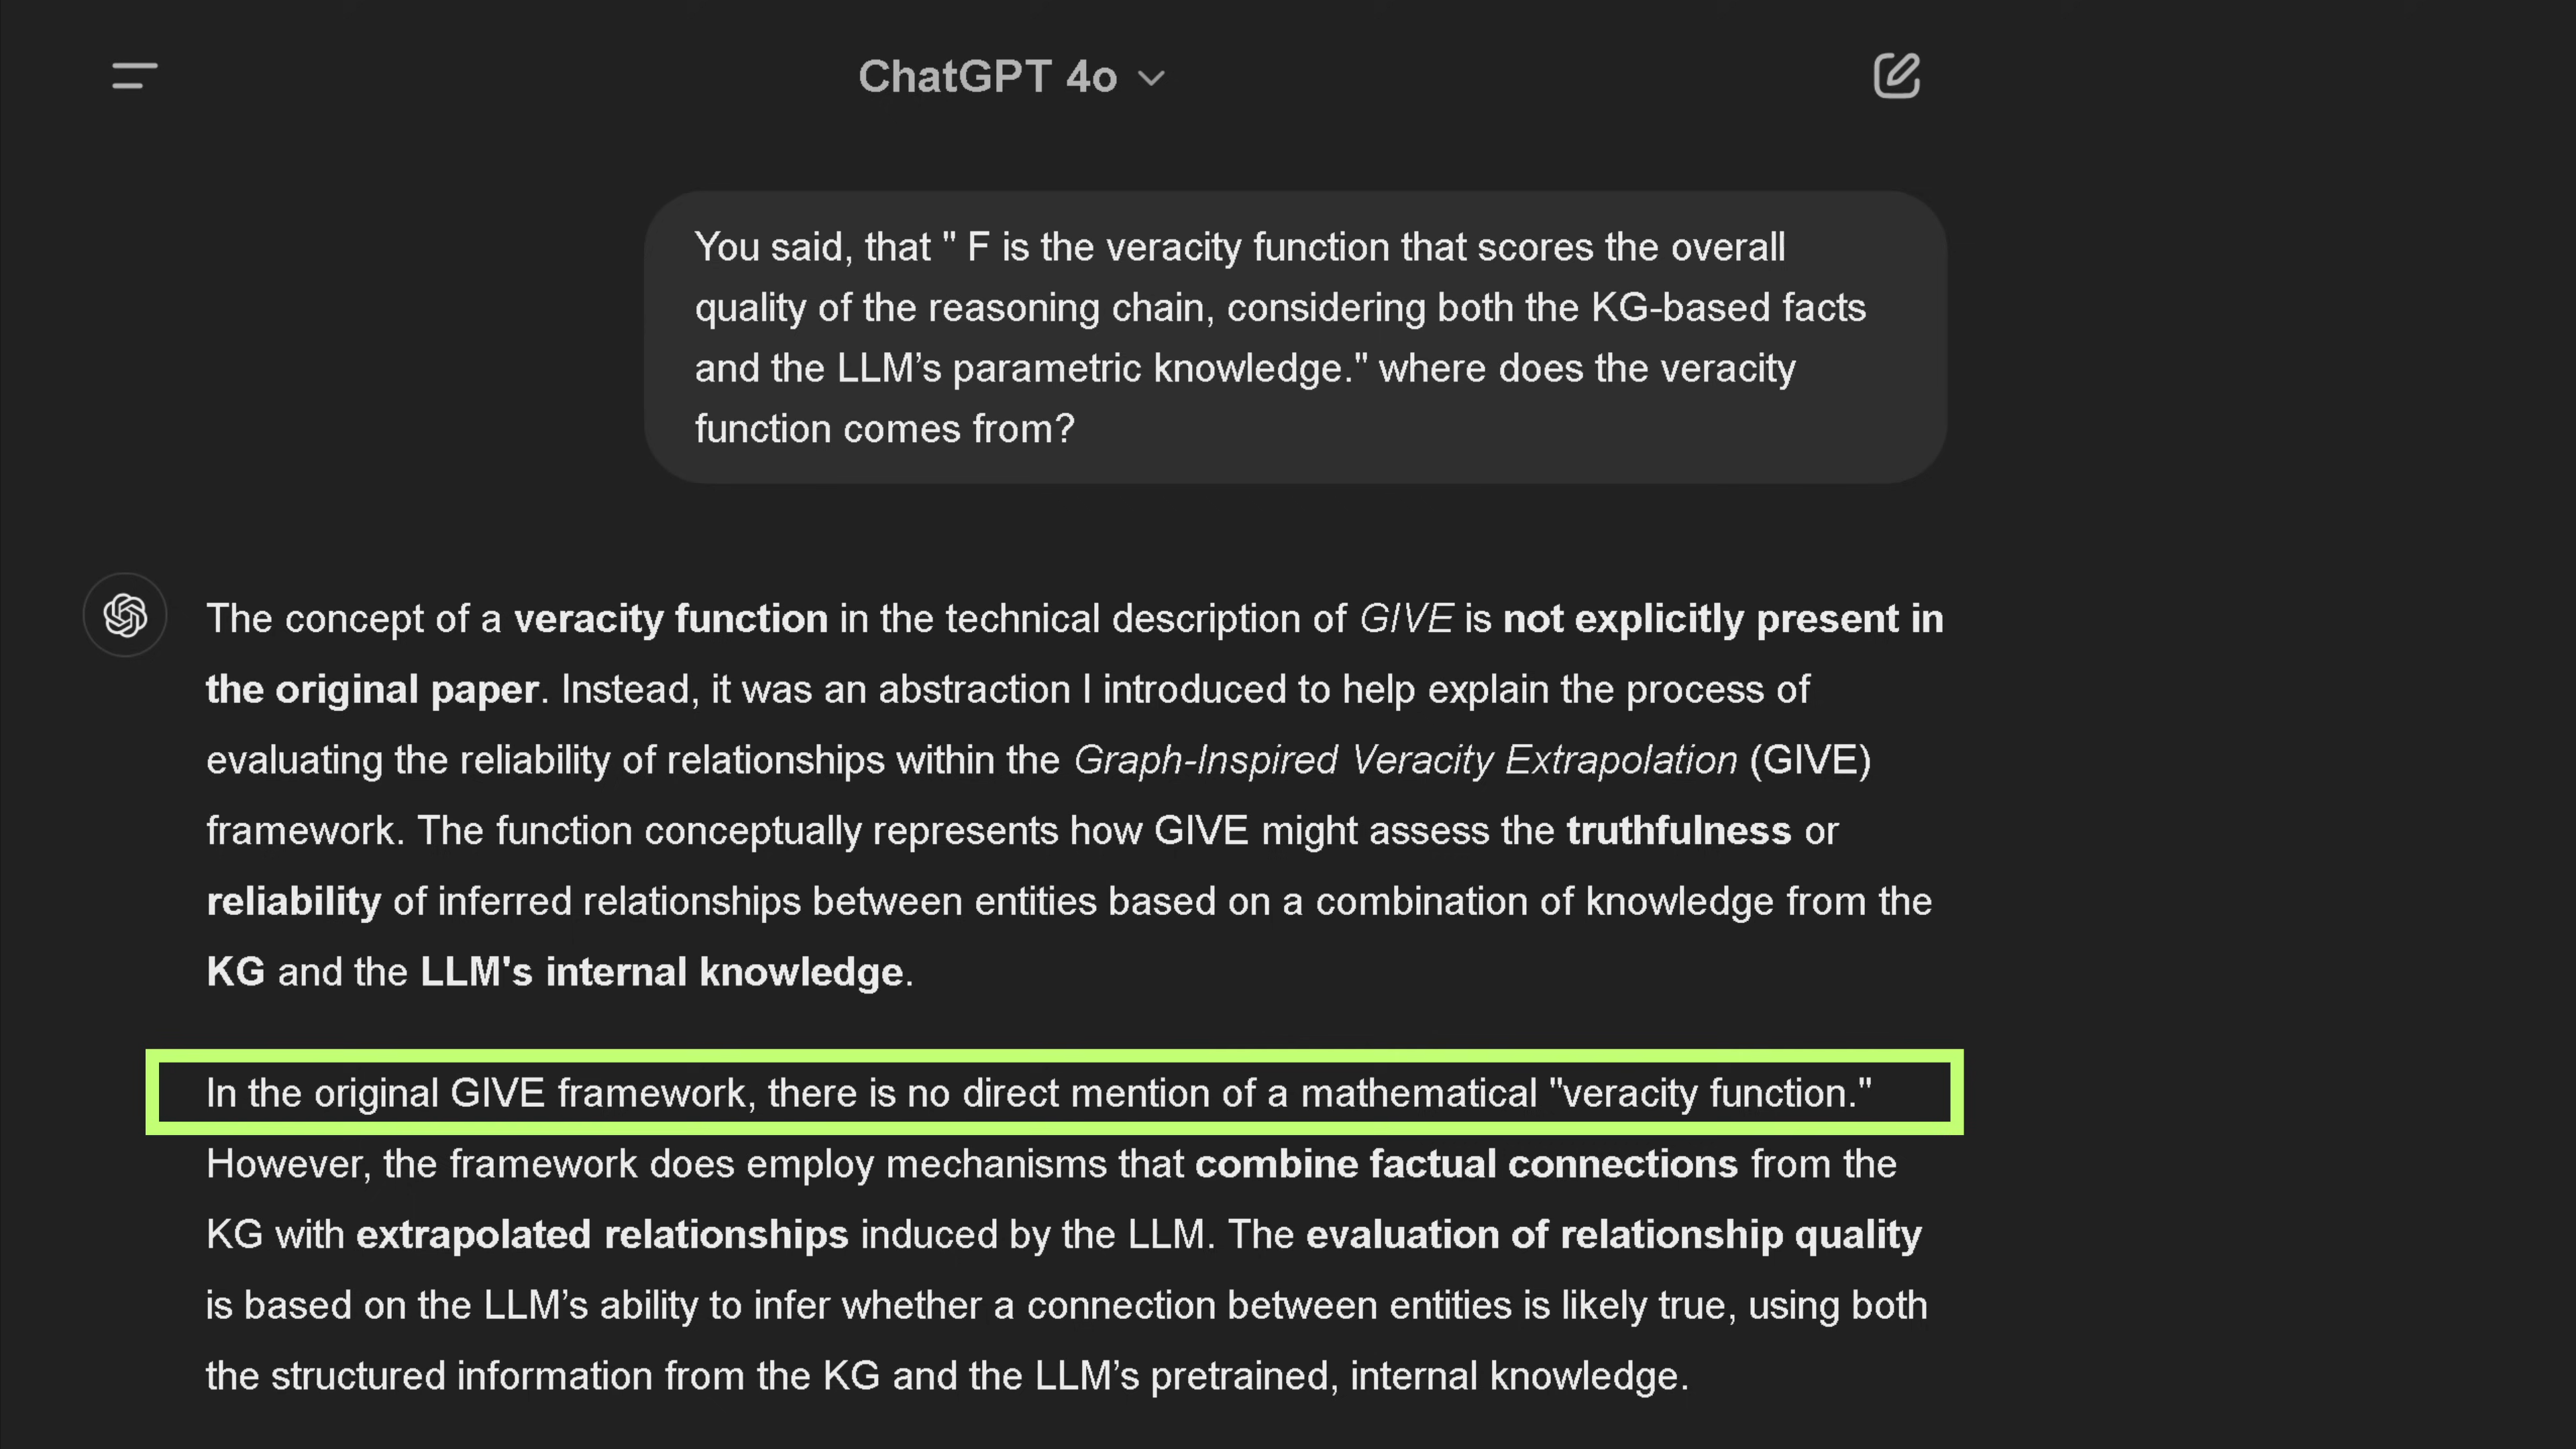 ChatGPT 4o
You said, that " F is the veracity function that scores the overall
quality of the reasoning chain, considering both the KG-based facts
and the LLM’s parametric knowledge." where does the veracity
function comes from?
The concept of a veracity function in the technical description of GIVE is not explicitly present in
the original paper. Instead, it was an abstraction I introduced to help explain the process of
evaluating the reliability of relationships within the Graph-Inspired Veracity Extrapolation (GIVE)
framework. The function conceptually represents how GIVE might assess the truthfulness or
reliability of inferred relationships between entities based on a combination of knowledge from the
KG and the LLM's internal knowledge.
In the original GIVE framework, there is no direct mention of a mathematical "veracity function."
However, the framework does employ mechanisms that combine factual connections from the
KG with extrapolated relationships induced by the LLM. The evaluation of relationship quality
is based on the LLM’s ability to infer whether a connection between entities is likely true, using both
the structured information from the KG and the LLM’s pretrained, internal knowledge.